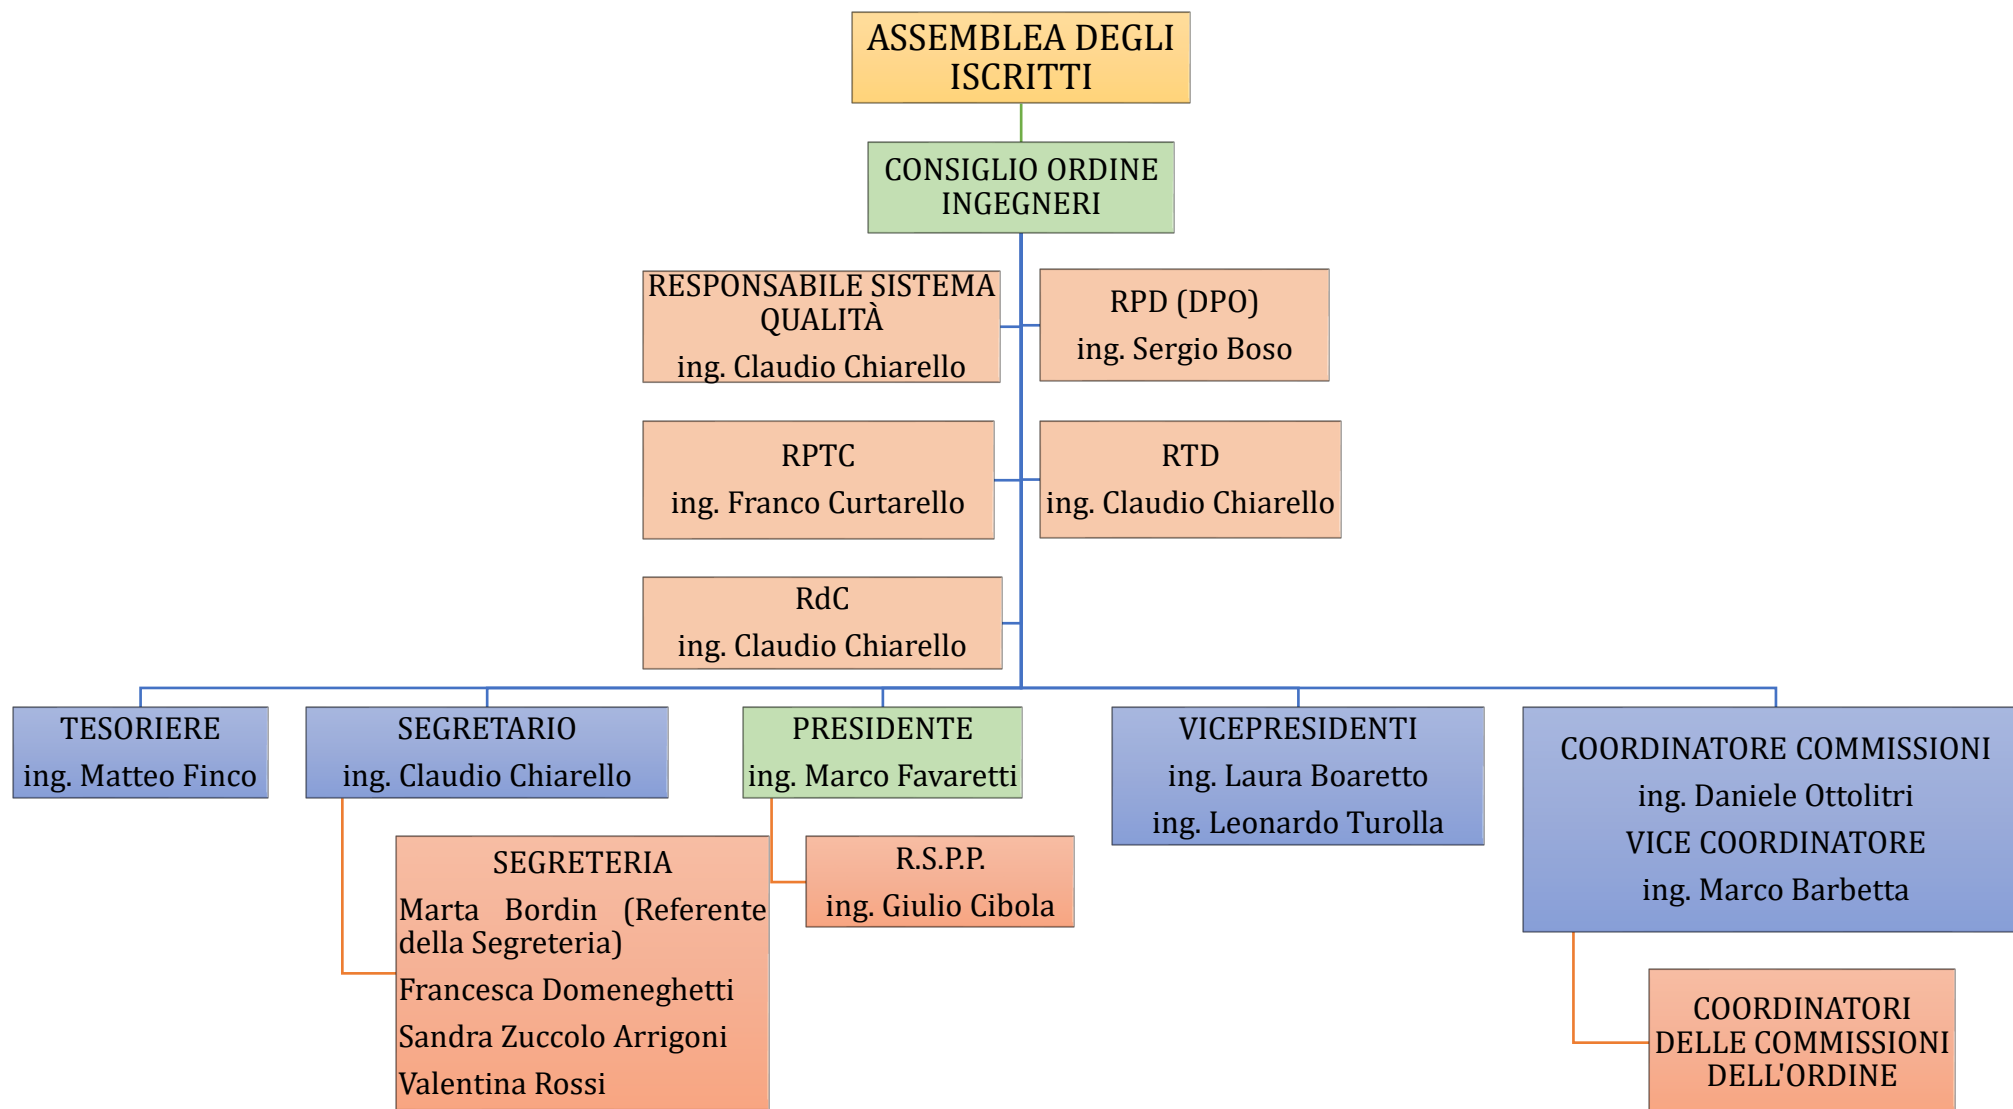 ASSEMBLEA DEGLI
ISCRITTI
CONSIGLIO ORDINE
INGEGNERI
RESPONSABILE SISTEMA
QUALITÀ
ing. Claudio Chiarello
RPD (DPO)
ing. Sergio Boso
RPTC
ing. Franco Curtarello
RTD
ing. Claudio Chiarello
RdC
ing. Claudio Chiarello
TESORIERE
ing. Matteo Finco
SEGRETARIO
ing. Claudio Chiarello
PRESIDENTE
ing. Marco Favaretti
VICEPRESIDENTI
ing. Laura Boaretto
ing. Leonardo Turolla
COORDINATORE COMMISSIONI
ing. Daniele Ottolitri
VICE COORDINATORE
ing. Marco Barbetta
SEGRETERIA
Marta Bordin (Referente
della Segreteria)
Francesca Domeneghetti
Sandra Zuccolo Arrigoni
Valentina Rossi
R.S.P.P.
ing. Giulio Cibola
COORDINATORI
DELLE COMMISSIONI
DELL'ORDINE